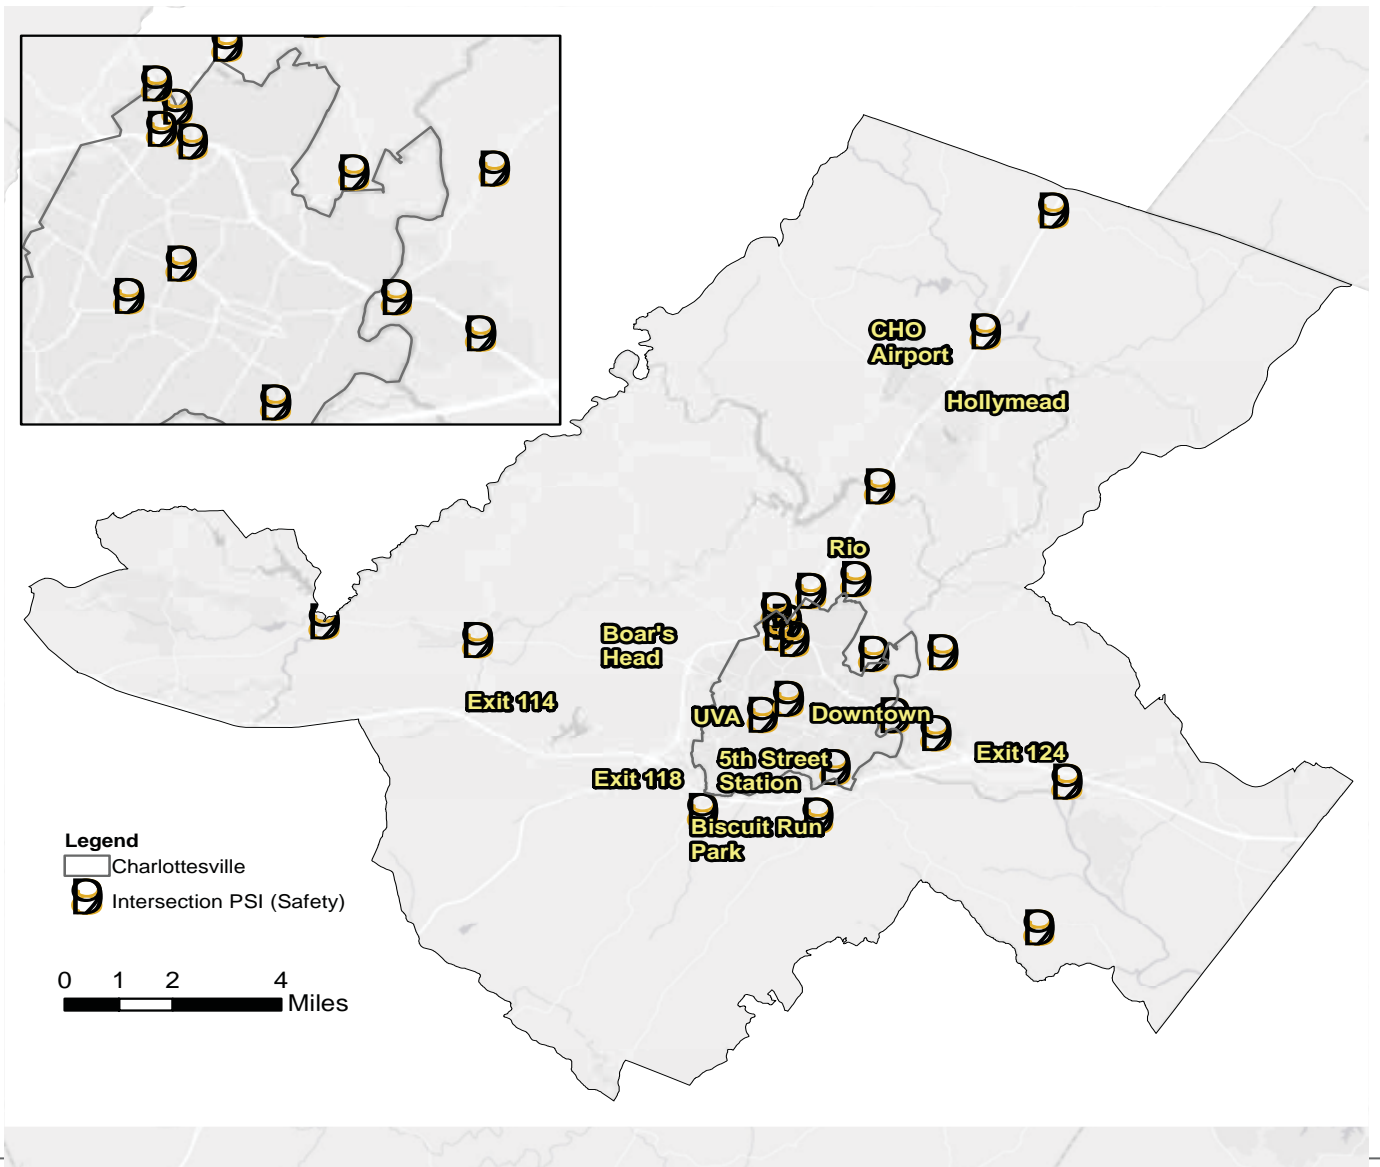 CHO
Airport
Hollymead
Rio
Boar's
Head
Exit 114
UVA
Downtown
5th Street
Station
Exit 124
Exit 118
Biscuit Run
Park
Legend
Charlottesville
Intersection PSI (Safety)
0 1 2 4
Miles